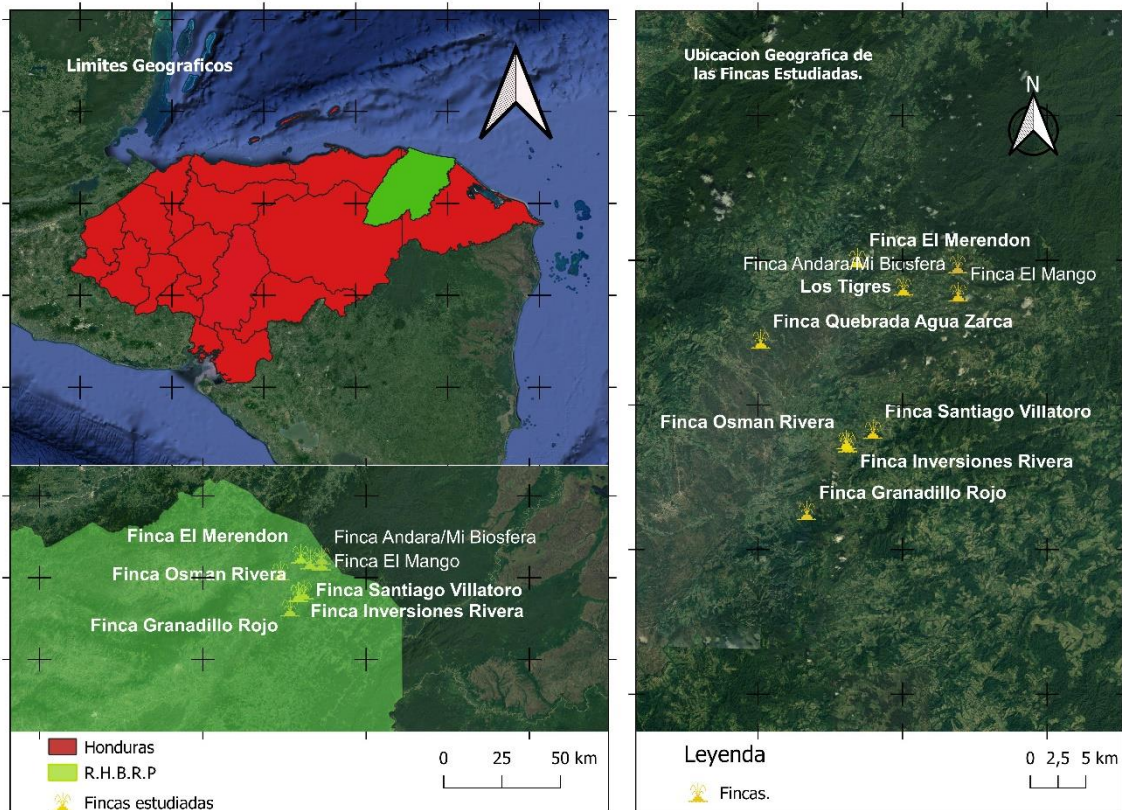 Limites Geograficos
Finca El Merendon
Finca Andara/Mi Biosfera
Finca El Mango
Finca Osman Rivera
Finca Santiago Villatoro
Finca Inversiones Rivera
Finca Granadillo Rojo
Honduras
R.H.B.R.P
Fincas estudiadas
0 25 50 km
Ubicacion Geografica de
las Fincas Estudiadas.
N
Finca El Merendon
Finca Andara/Mi Biosfera
Finca El Mango
Los Tigres
Finca Quebrada Agua Zarca
Finca Santiago Villatoro
Finca Osman Rivera
Finca Inversiones Rivera
Finca Granadillo Rojo
Leyenda
Fincas.
0 2,5 5 km